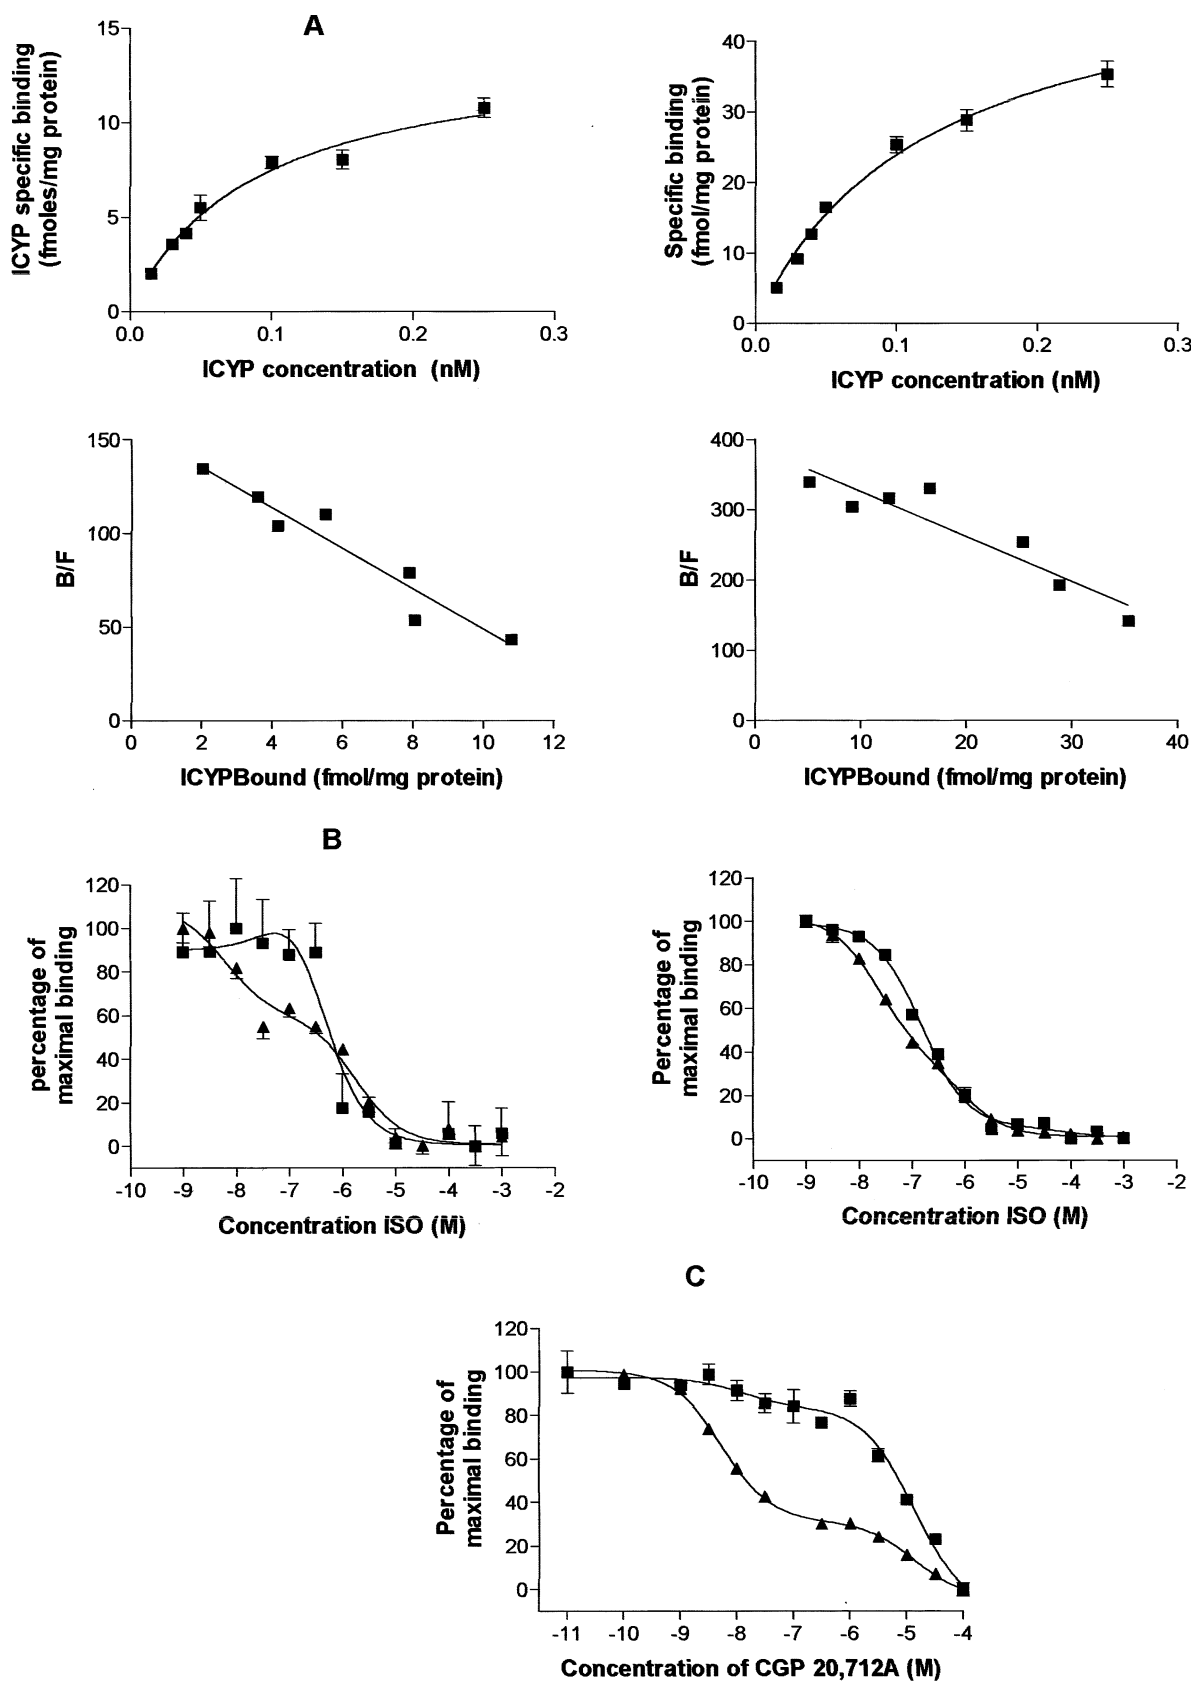 A
15
10
5
0
ICYP specific binding
(fmoles/mg protein)
0.0 0.1 0.2 0.3
ICYP concentration (nM)
40
30
20
10
0
Specific binding
(fmol/mg protein)
0.0 0.1 0.2 0.3
ICYP concentration (nM)
150
100
50
0
B/F
0 2 4 6 8 10 12
ICYPBound (fmol/mg protein)
400
300
200
100
0
B/F
0 10 20 30 40
ICYPBound (fmol/mg protein)
B
120
100
80
60
40
20
0
percentage of
maximal binding
-10 -9 -8 -7 -6 -5 -4 -3 -2
Concentration ISO (M)
120
100
80
60
40
20
0
Percentage of
maximal binding
-10 -9 -8 -7 -6 -5 -4 -3 -2
Concentration ISO (M)
C
120
100
80
60
40
20
0
Percentage of
maximal binding
-11 -10 -9 -8 -7 -6 -5 -4
Concentration of CGP 20,712A (M)